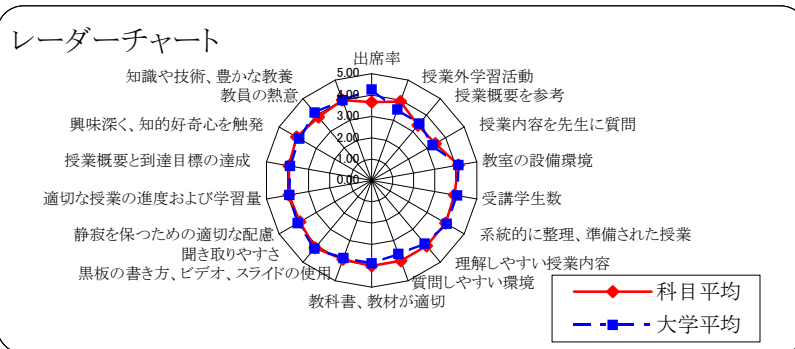 レーダーチャート
出席率
授業外学習活動
授業概要を参考
授業内容を先生に質問
教室の設備環境
受講学生数
系統的に整理、準備された授業
理解しやすい授業内容
質問しやすい環境
教科書、教材が適切
黒板の書き方、ビデオ、スライドの使用
聞き取りやすさ
静寂を保つための適切な配慮
適切な授業の進度および学習量
授業概要と到達目標の達成
興味深く、知的好奇心を触発
教員の熱意
知識や技術、豊かな教養
5.00
4.00
3.00
2.00
1.00
0.00
科目平均
大学平均